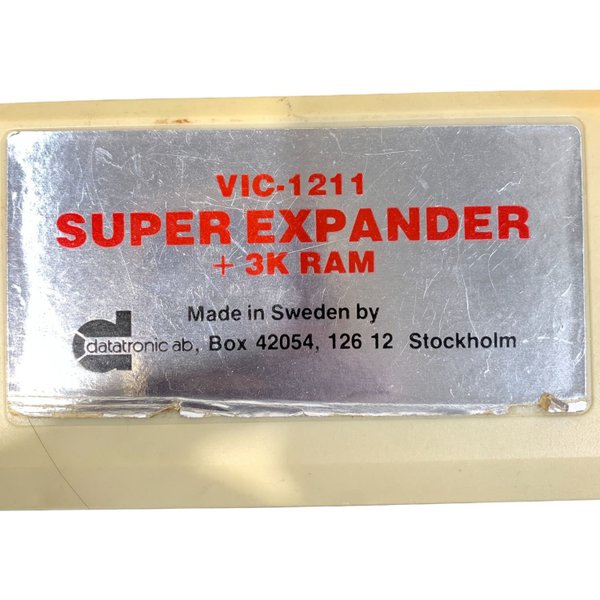 VIC-1211
SUPER EXPANDER
+ 3K RAM
Made in Sweden by
datatronic ab, Box 42054, 126 12 Stockholm